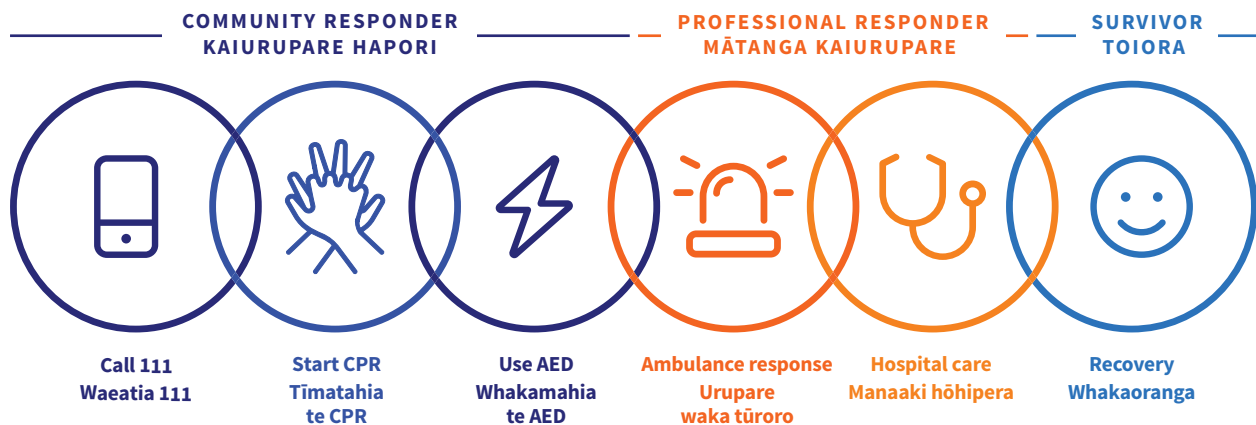 COMMUNITY RESPONDER
KAIURUPARE HAPORI
PROFESSIONAL RESPONDER
MĀTANGA KAIURUPARE
SURVIVOR
TOIORA
Call 111
Waeatia 111
Start CPR
Tīmatahia
te CPR
Use AED
Whakamahia
te AED
Ambulance response
Urupare
waka tūroro
Hospital care
Manaaki hōhipera
Recovery
Whakaoranga